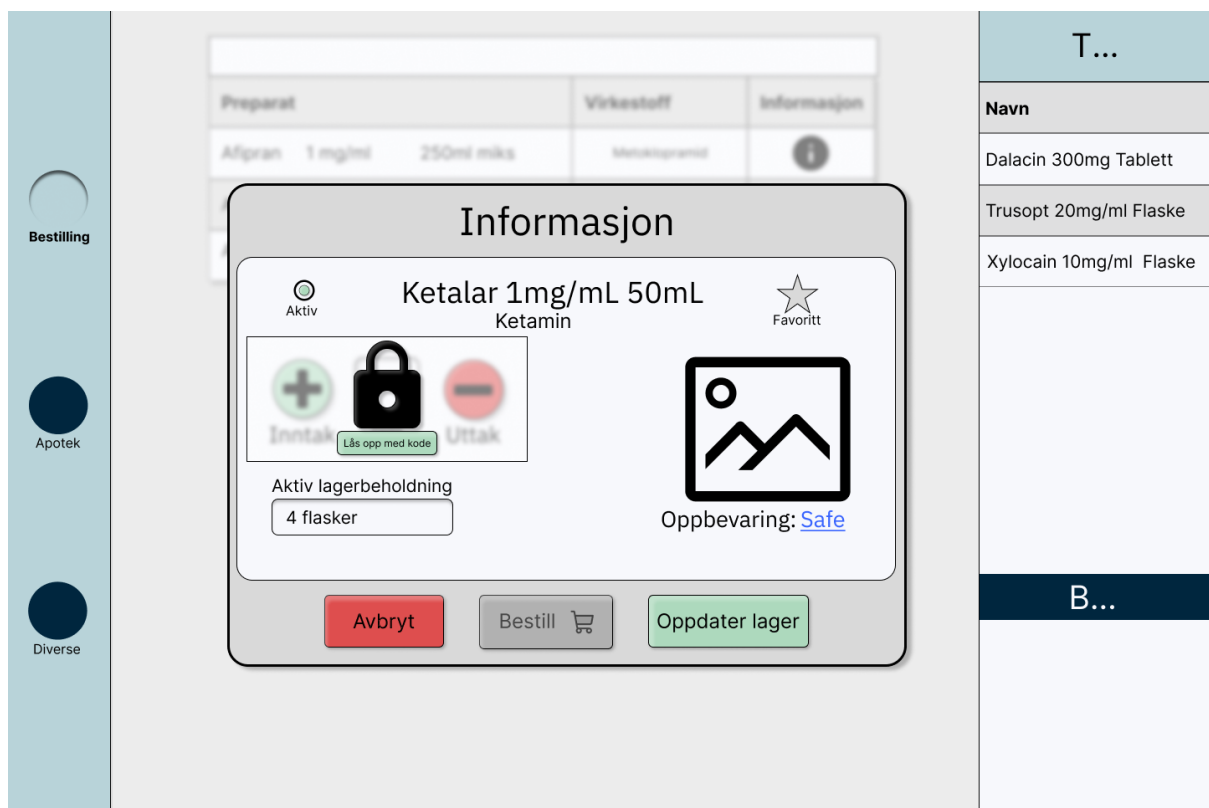 Bestilling
Apotek
Diverse
Preparat Virkestoff Informasjon
Afipran 1 mg/ml 250ml miks Metoklopramid
Informasjon
Aktiv
Ketalar 1mg/mL 50mL
Ketamin
Favoritt
Inntak
Lås opp med kode
Uttak
Aktiv lagerbeholdning
4 flasker
Oppbevaring: Safe
Avbryt
Bestill
Oppdater lager
T...
Navn
Dalacin 300mg Tablett
Trusopt 20mg/ml Flaske
Xylocain 10mg/ml Flaske
B...